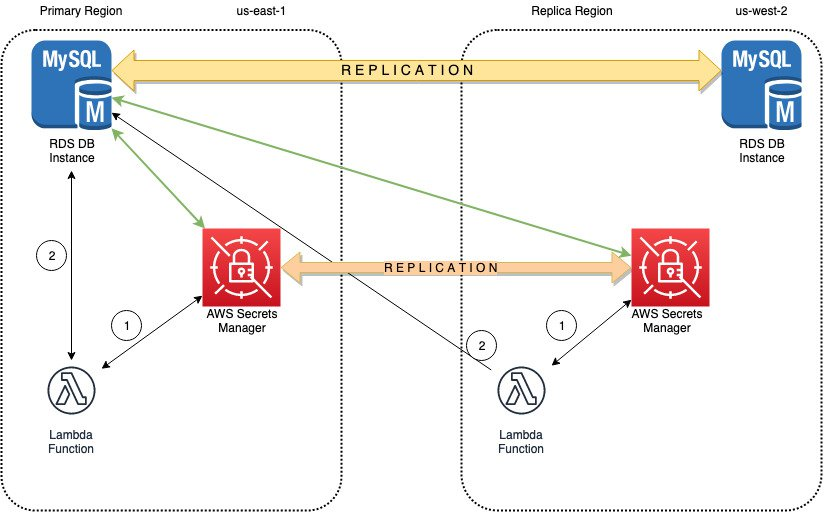 Primary Region us-east-1
Replica Region us-west-2
MySQL
M
RDS DB
Instance
REPLICATION
MySQL
M
RDS DB
Instance
2
AWS Secrets
Manager
REPLICATION
AWS Secrets
Manager
1
2
1
Lambda
Function
Lambda
Function